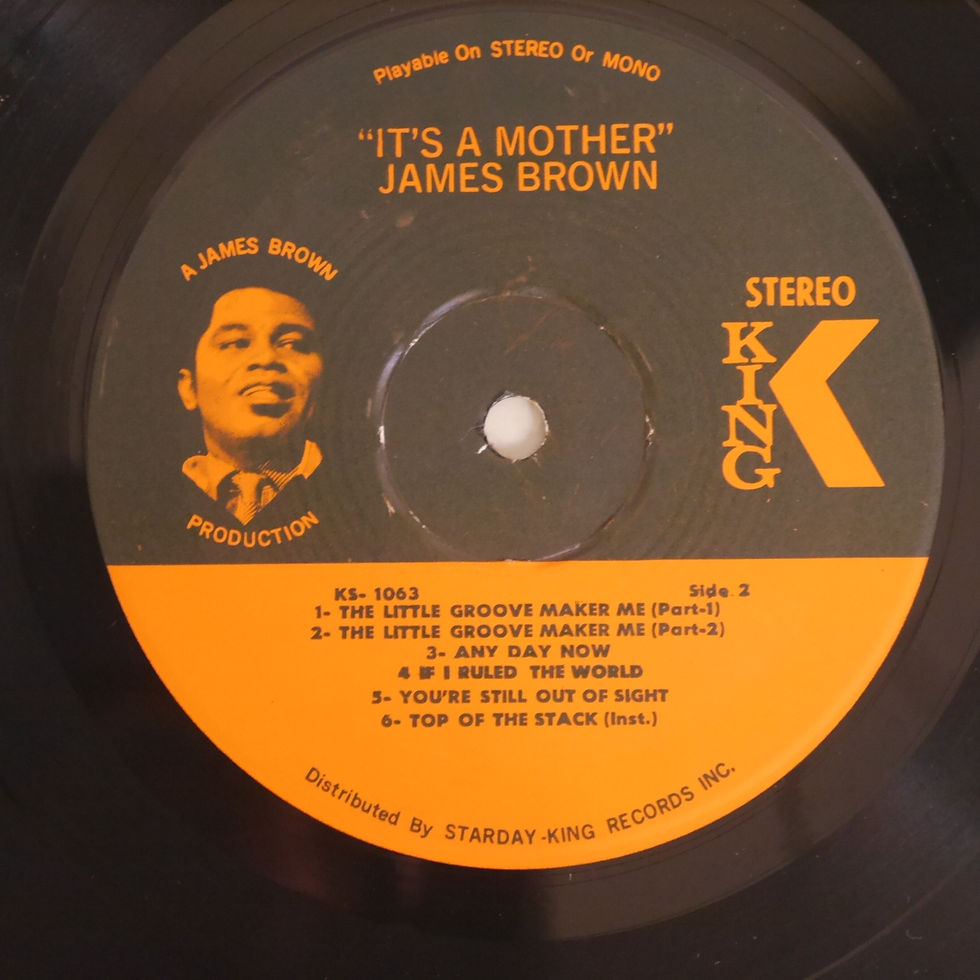 Playable On STEREO Or MONO
"IT'S A MOTHER"
JAMES BROWN
A JAMES BROWN
PRODUCTION
STEREO
KING
K
KS- 1063
Side 2
1- THE LITTLE GROOVE MAKER ME (Part-1)
2- THE LITTLE GROOVE MAKER ME (Part-2)
3- ANY DAY NOW
4 IF I RULED THE WORLD
5- YOU'RE STILL OUT OF SIGHT
6- TOP OF THE STACK (Inst.)
Distributed By STARDAY-KING RECORDS INC.